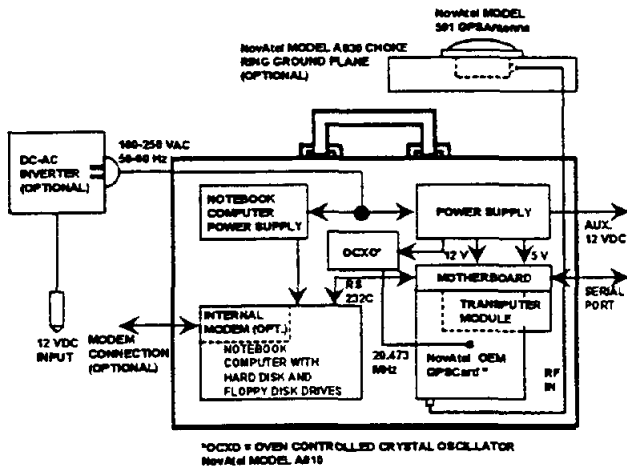 NovAtel MODEL
501 GPSAntenna
NovAtel MODEL A030 CHOKE
RING GROUND PLANE
(OPTIONAL)
100-250 VAC
50-60 Hz
DC-AC
INVERTER
(OPTIONAL)
NOTEBOOK
COMPUTER
POWER SUPPLY
POWER SUPPLY
AUX.
12 VDC
OCXO*
12 V
5 V
RS
232C
MOTHERBOARD
SERIAL
PORT
TRANSPUTER
MODULE
INTERNAL
MODEM (OPT.)
12 VDC
INPUT
MODEM
CONNECTION
(OPTIONAL)
NOTEBOOK
COMPUTER WITH
HARD DISK AND
FLOPPY DISK DRIVES
20.473
MHz
NovAtel OEM
GPSCard™
RF
IN
*OCXO = OVEN CONTROLLED CRYSTAL OSCILLATOR
NovAtel MODEL A010